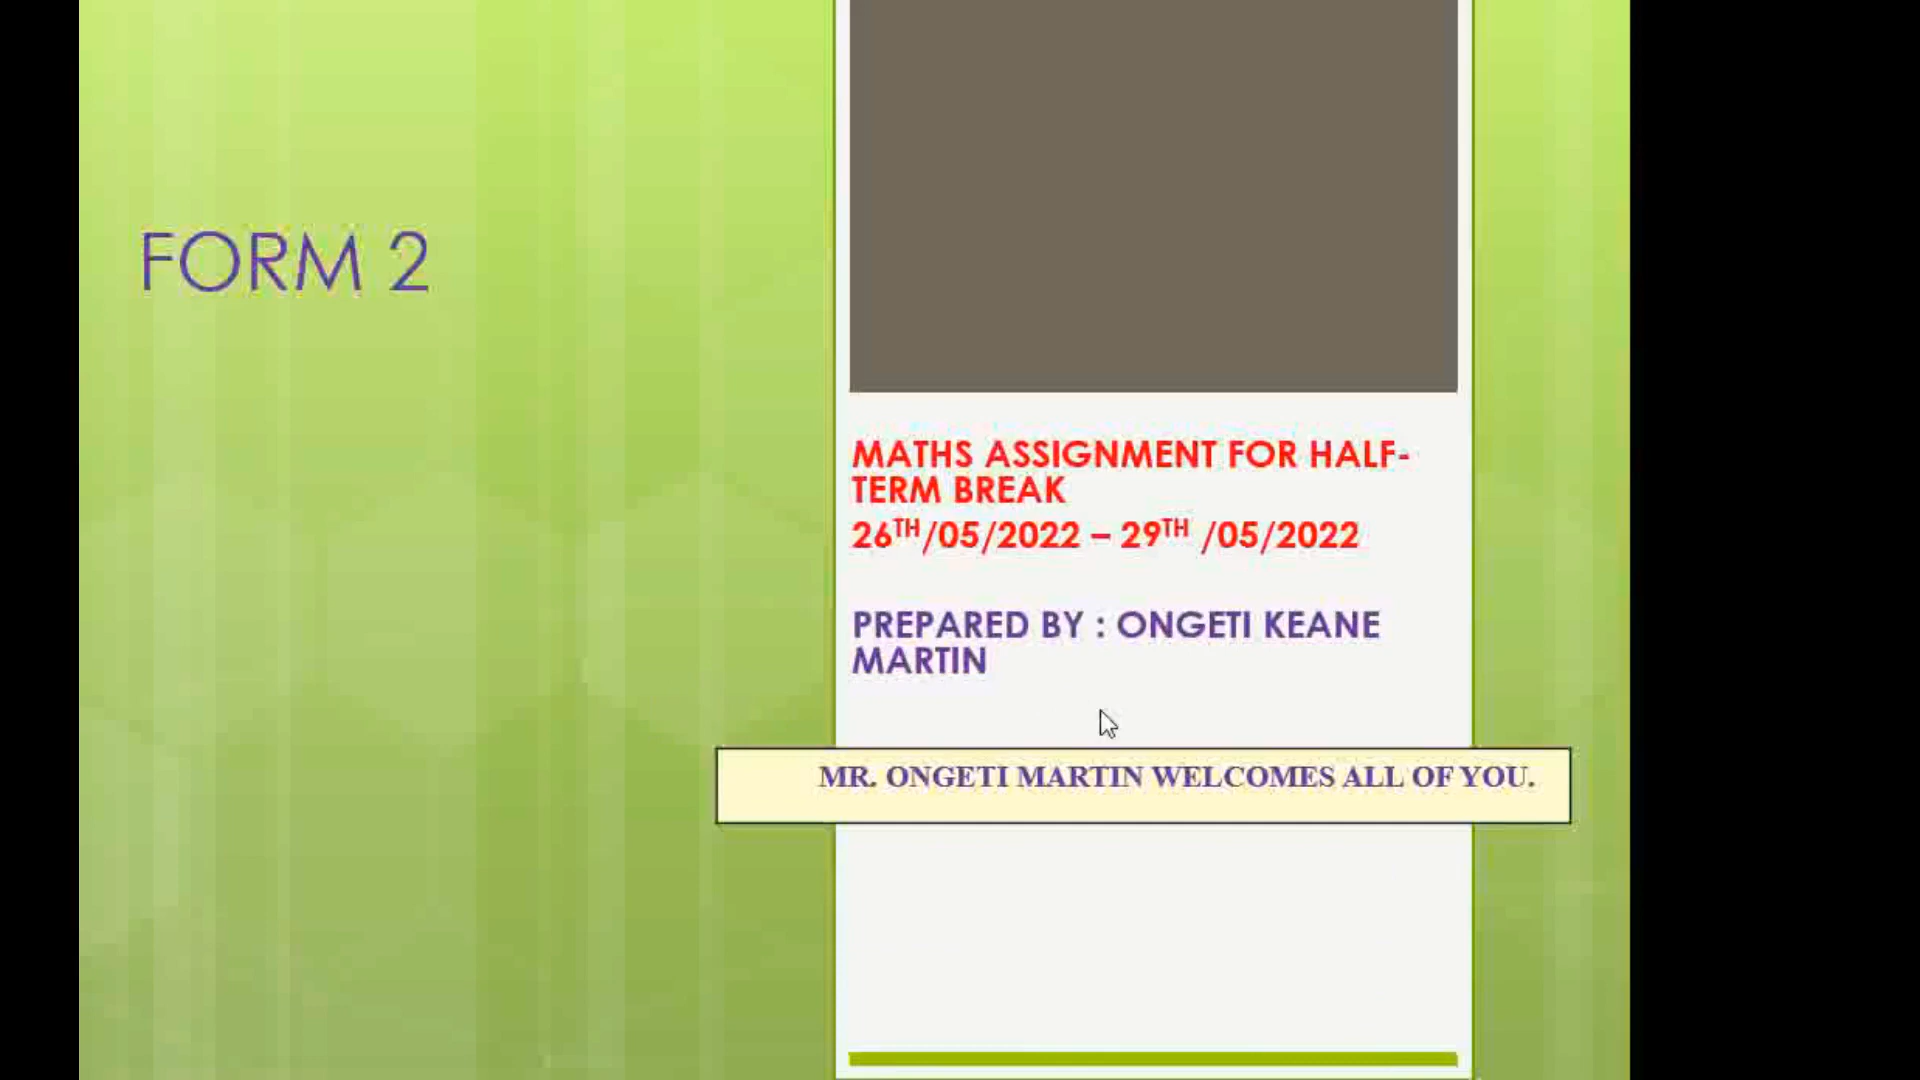 FORM 2
MATHS ASSIGNMENT FOR HALF-
TERM BREAK
26TH/05/2022 – 29TH /05/2022
PREPARED BY : ONGETI KEANE
MARTIN
MR. ONGETI MARTIN WELCOMES ALL OF YOU.